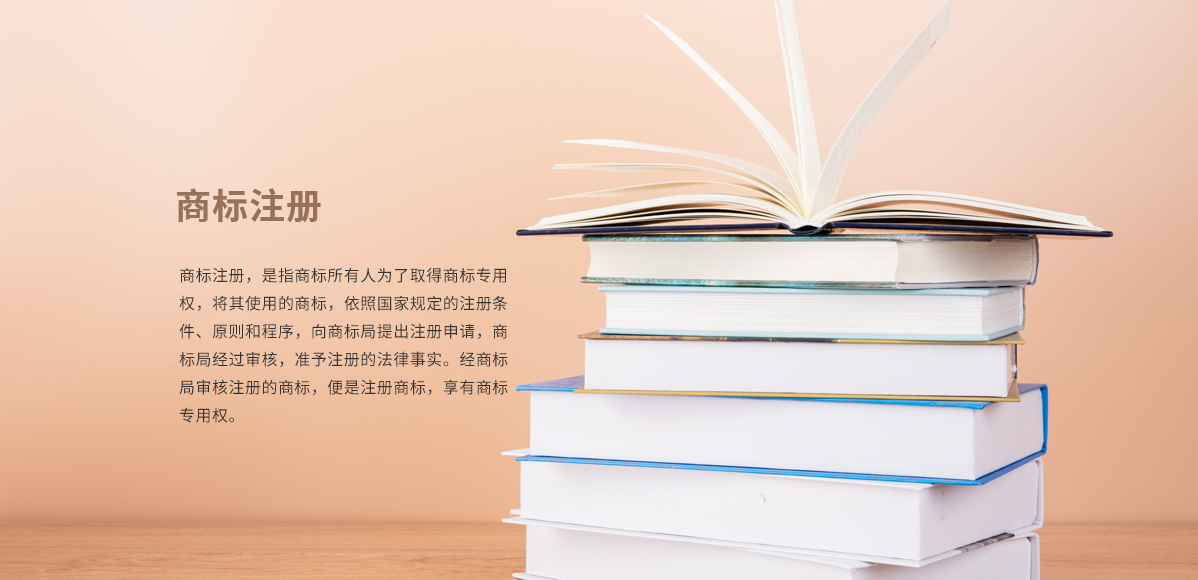 商标注册
商标注册，是指商标所有人为了取得商标专用
权，将其使用的商标，依照国家规定的注册条
件、原则和程序，向商标局提出注册申请，商
标局经过审核，准予注册的法律事实。经商标
局审核注册的商标，便是注册商标，享有商标
专用权。